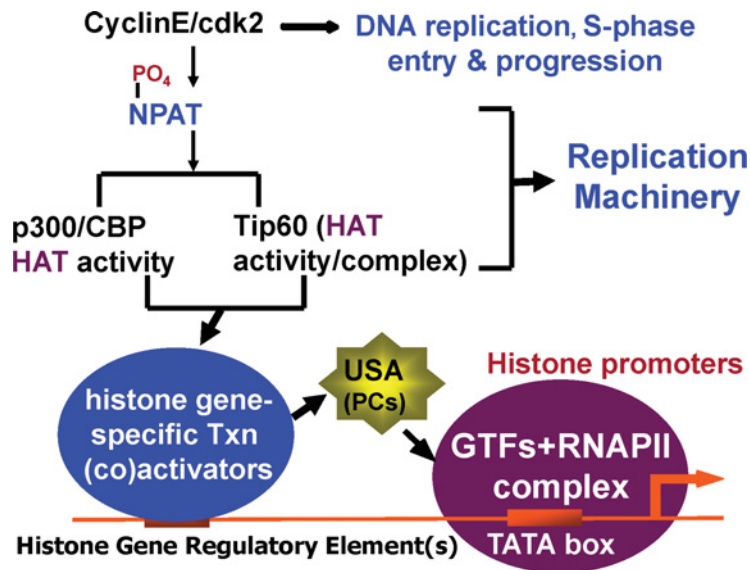 CyclinE/cdk2
DNA replication, S-phase
entry & progression
PO4
NPAT
Replication
Machinery
p300/CBP
HAT activity
Tip60 (HAT
activity/complex)
histone gene-
specific Txn
(co)activators
USA
(PCs)
Histone promoters
GTFs+RNAPII
complex
Histone Gene Regulatory Element(s)
TATA box